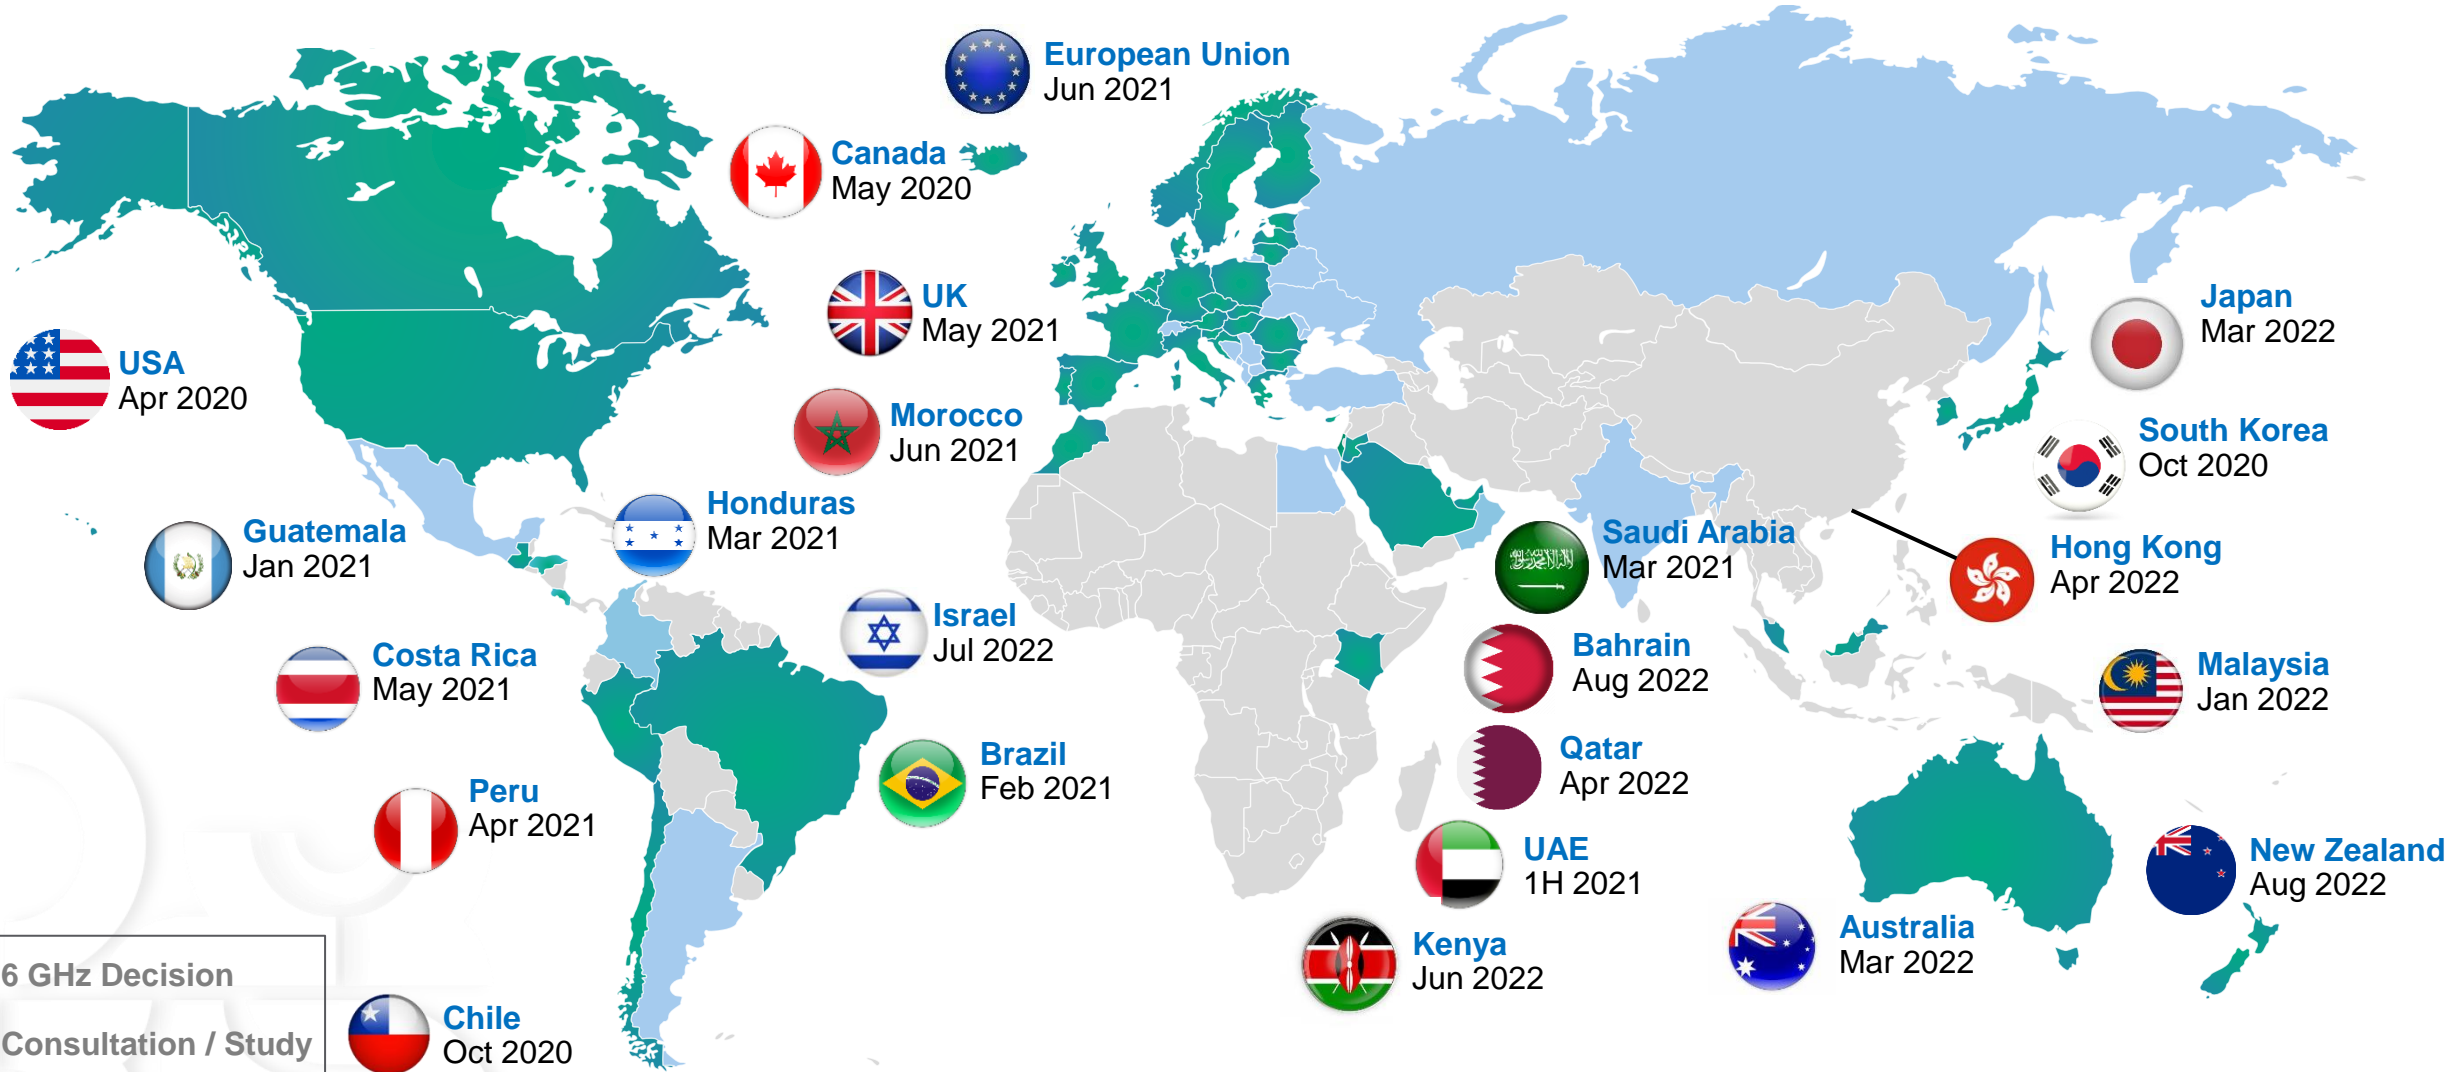 European Union
Jun 2021
Canada
May 2020
UK
May 2021
Japan
Mar 2022
USA
Apr 2020
Morocco
Jun 2021
South Korea
Oct 2020
Honduras
Mar 2021
Guatemala
Jan 2021
Saudi Arabia
Mar 2021
Hong Kong
Apr 2022
Israel
Jul 2022
Costa Rica
May 2021
Bahrain
Aug 2022
Malaysia
Jan 2022
Brazil
Feb 2021
Qatar
Apr 2022
Peru
Apr 2021
UAE
1H 2021
New Zealand
Aug 2022
Kenya
Jun 2022
Australia
Mar 2022
6 GHz Decision
Consultation / Study
Chile
Oct 2020